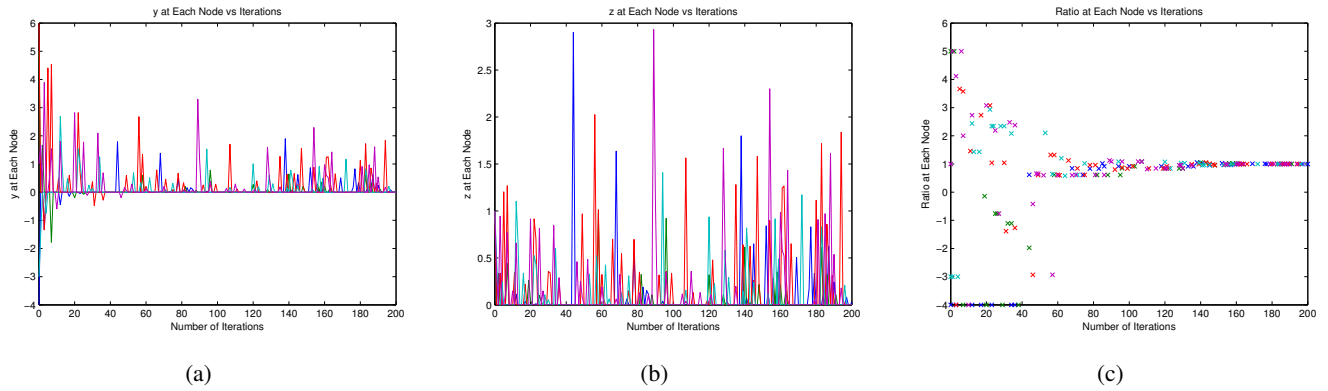 y at Each Node vs Iterations
6
5
4
3
2
1
0
-1
-2
-3
-4
y at Each Node
0 20 40 60 80 100 120 140 160 180 200
Number of Iterations
(a)
z at Each Node vs Iterations
3
2.5
2
1.5
1
0.5
0
z at Each Node
0 20 40 60 80 100 120 140 160 180 200
Number of Iterations
(b)
Ratio at Each Node vs Iterations
6
5
4
3
2
1
0
-1
-2
-3
-4
Ratio at Each Node
0 20 40 60 80 100 120 140 160 180 200
Number of Iterations
(c)